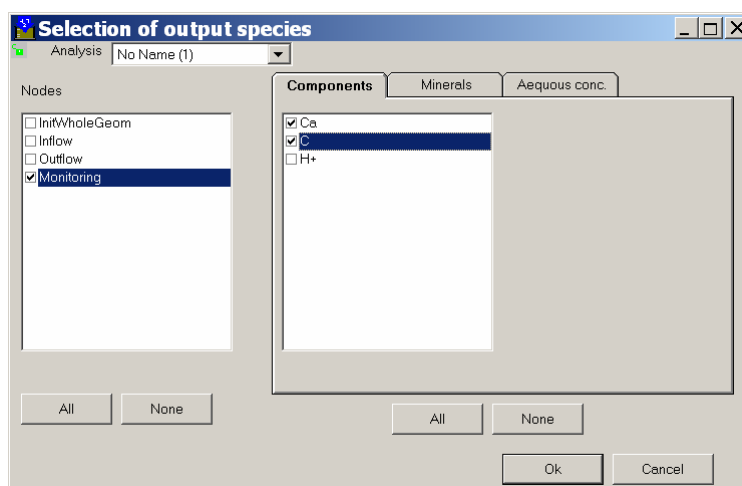 Selection of output species
Analysis No Name (1)
Nodes
Components Minerals Aequous conc.
InitWholeGeom
Inflow
Outflow
Monitoring
Ca
C
H+
All None
All None
Ok Cancel